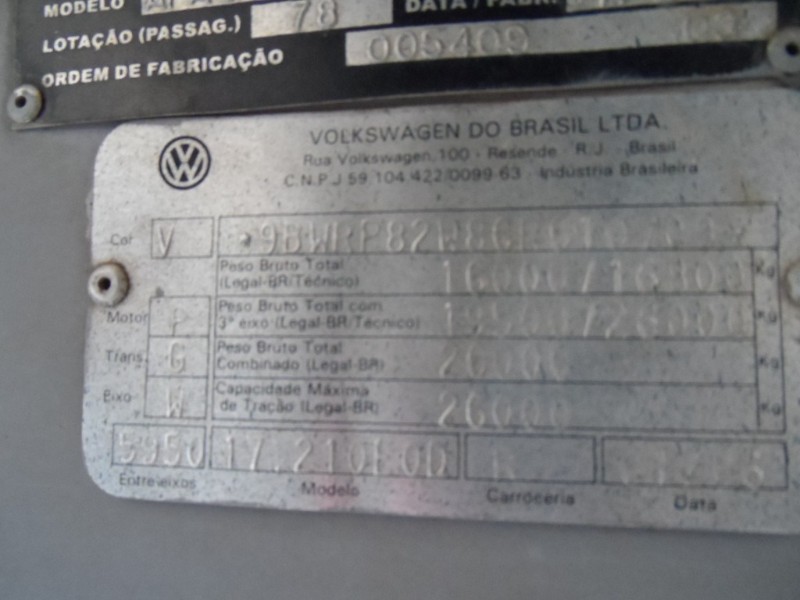 MODELO
DATA / FABRI
LOTAÇÃO (PASSAG.) 78
ORDEM DE FABRICAÇÃO 005409 03
VOLKSWAGEN DO BRASIL LTDA.
Rua Volkswagen, 100 - Resende R.J. Brasil
C.N.P.J 59.104.422/0099-63 - Indústria Brasileira
Cor V
Peso Bruto Total
(Legal-BR/Técnico) Kg
Motor P Peso Bruto Total com
3º eixo (Legal-BR/Técnico) Kg
Trans. G Peso Bruto Total
Combinado (Legal-BR) 26000 Kg
Eixo W Capacidade Máxima
de Tração (Legal-BR) 26000 Kg
5950 17.210EOD
Entreeixos Modelo Carroceria Data